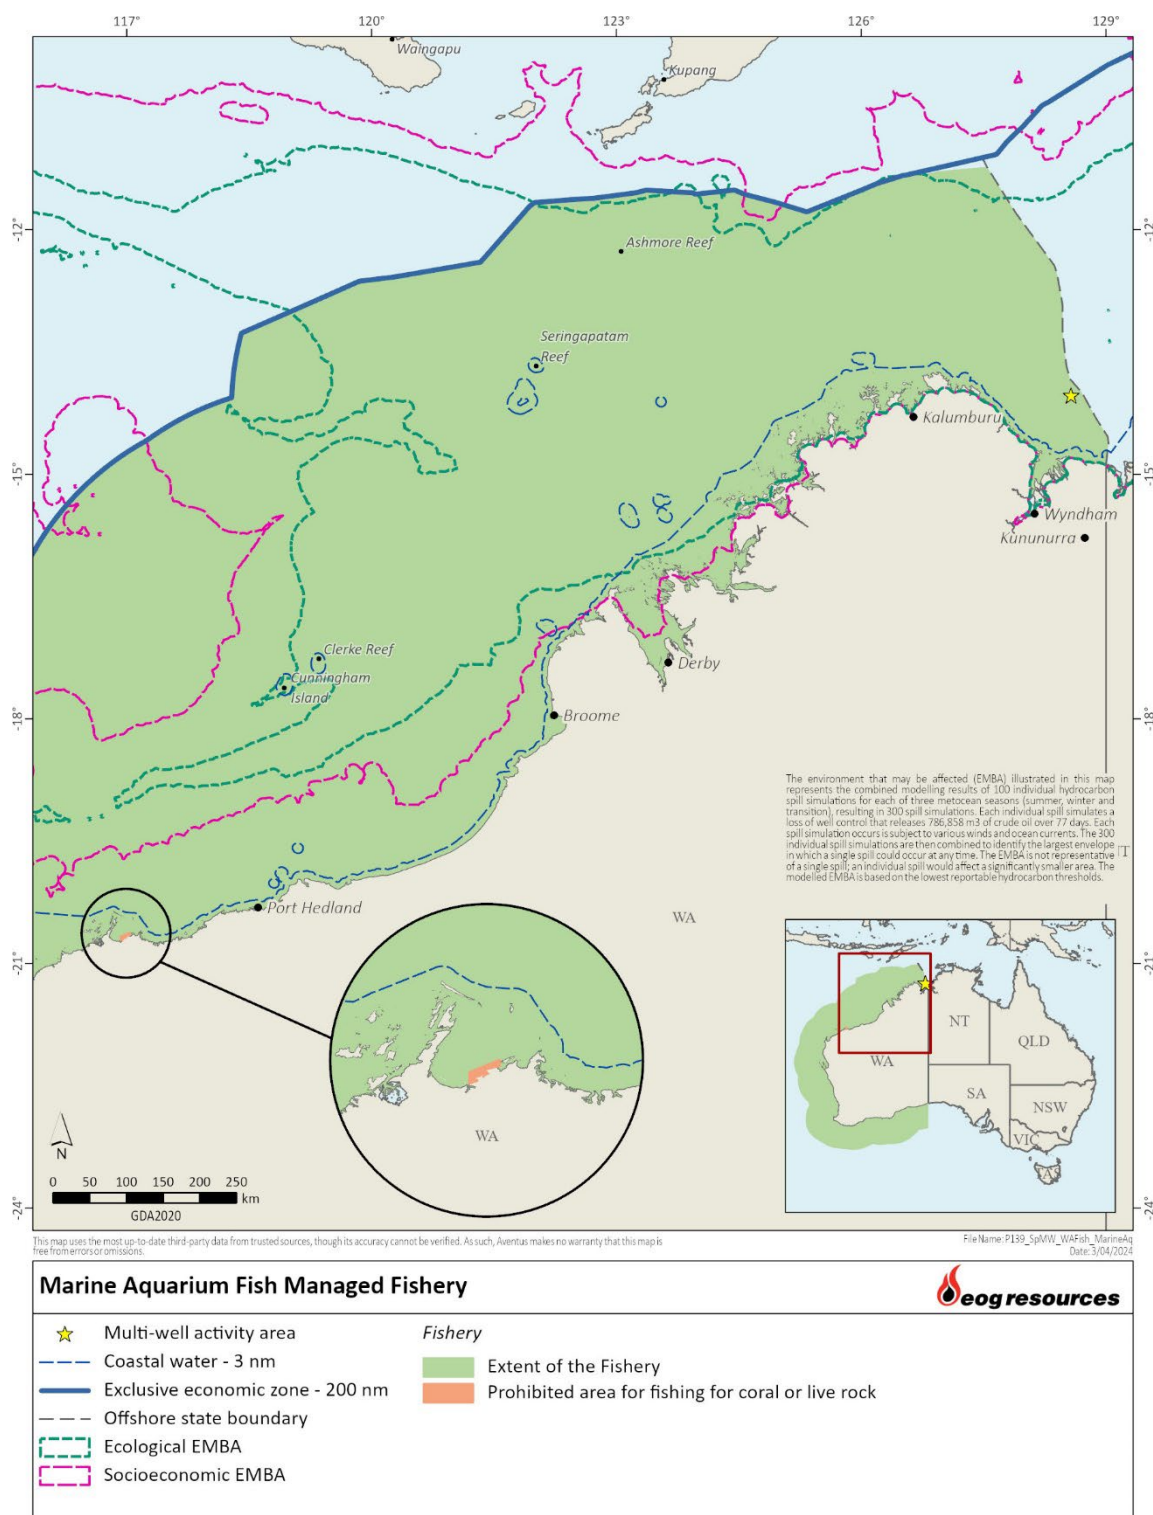 117°
120°
123°
126°
129°
Waingapu
Kupang
-12°
-12°
Ashmore Reef
Seringapatam
Reef
Kalumburu
-15°
-15°
Wyndham
Kununurra
Clerke Reef
Cunningham
Island
Derby
Broome
-18°
-18°
The environment that may be affected (EMBA) illustrated in this map
represents the combined modelling results of 100 individual hydrocarbon
spill simulations for each of three metocean seasons (summer, winter and
transition), resulting in 300 spill simulations. Each individual spill simulates a
loss of well control that releases 786,858 m3 of crude oil over 77 days. Each
spill simulation occurs is subject to various winds and ocean currents. The 300
individual spill simulations are then combined to identify the largest envelope
in which a single spill could occur at any time. The EMBA is not representative
of a single spill; an individual spill would affect a significantly smaller area. The
modelled EMBA is based on the lowest reportable hydrocarbon thresholds.
Port Hedland
WA
-21°
-21°
WA
NT
QLD
WA
SA
NSW
VIC
N
0 50 100 150 200 250
km
GDA2020
-24°
-24°
This map uses the most up-to-date third-party data from trusted sources, though its accuracy cannot be verified. As such, Aventus makes no warranty that this map is
free from errors or omissions.
File Name: P139_SpMW_WAFish_MarineAq
Date: 3/04/2024
Marine Aquarium Fish Managed Fishery
eog resources
Multi-well activity area
Coastal water - 3 nm
Exclusive economic zone - 200 nm
Offshore state boundary
Ecological EMBA
Socioeconomic EMBA
Fishery
Extent of the Fishery
Prohibited area for fishing for coral or live rock